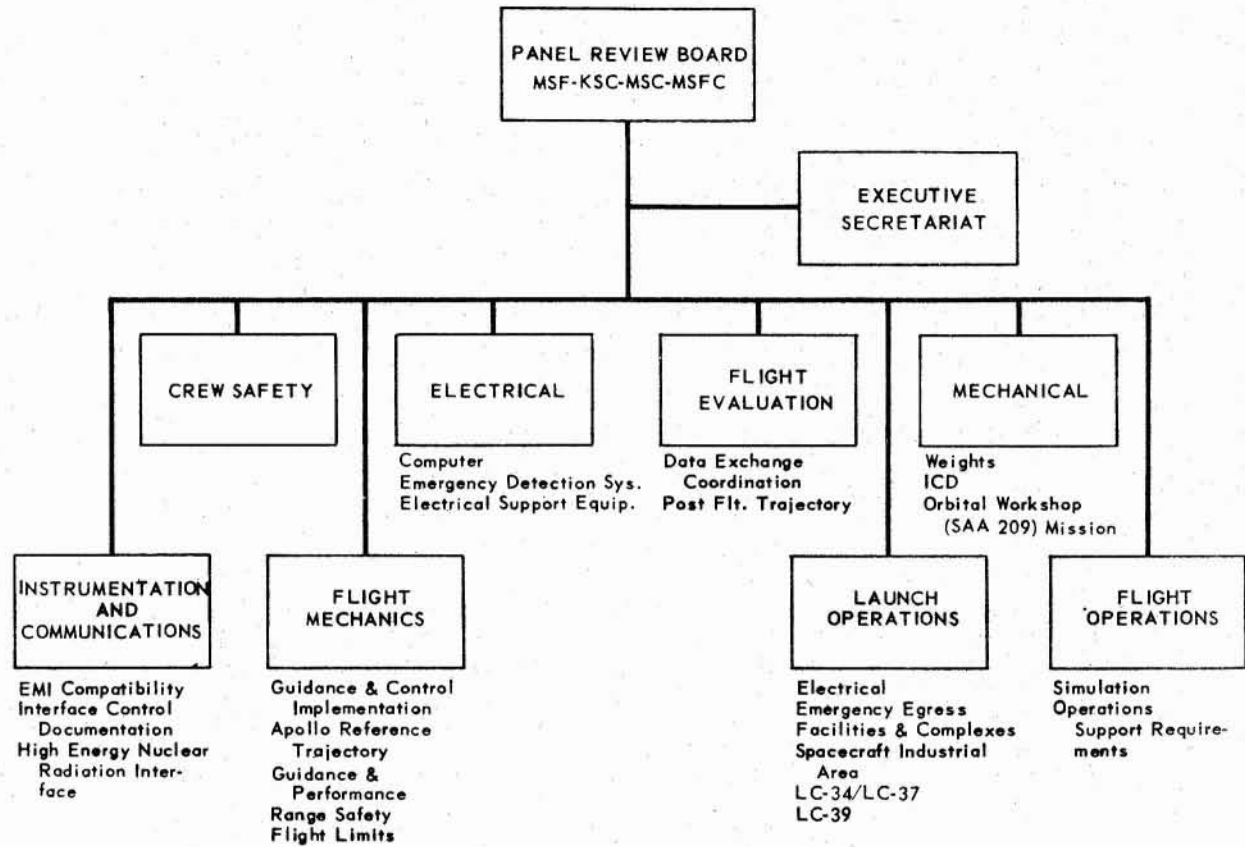 PANEL REVIEW BOARD
MSF-KSC-MSC-MSFC
EXECUTIVE
SECRETARIAT
CREW SAFETY
ELECTRICAL
Computer
Emergency Detection Sys.
Electrical Support Equip.
FLIGHT
EVALUATION
Data Exchange
Coordination
Post Flt. Trajectory
MECHANICAL
Weights
ICD
Orbital Workshop
(SAA 209) Mission
INSTRUMENTATION
AND
COMMUNICATIONS
EMI Compatibility
Interface Control
Documentation
High Energy Nuclear
Radiation Inter-
face
FLIGHT
MECHANICS
Guidance & Control
Implementation
Apollo Reference
Trajectory
Guidance &
Performance
Range Safety
Flight Limits
LAUNCH
OPERATIONS
Electrical
Emergency Egress
Facilities & Complexes
Spacecraft Industrial
Area
LC-34/LC-37
LC-39
FLIGHT
OPERATIONS
Simulation
Operations
Support Require-
ments